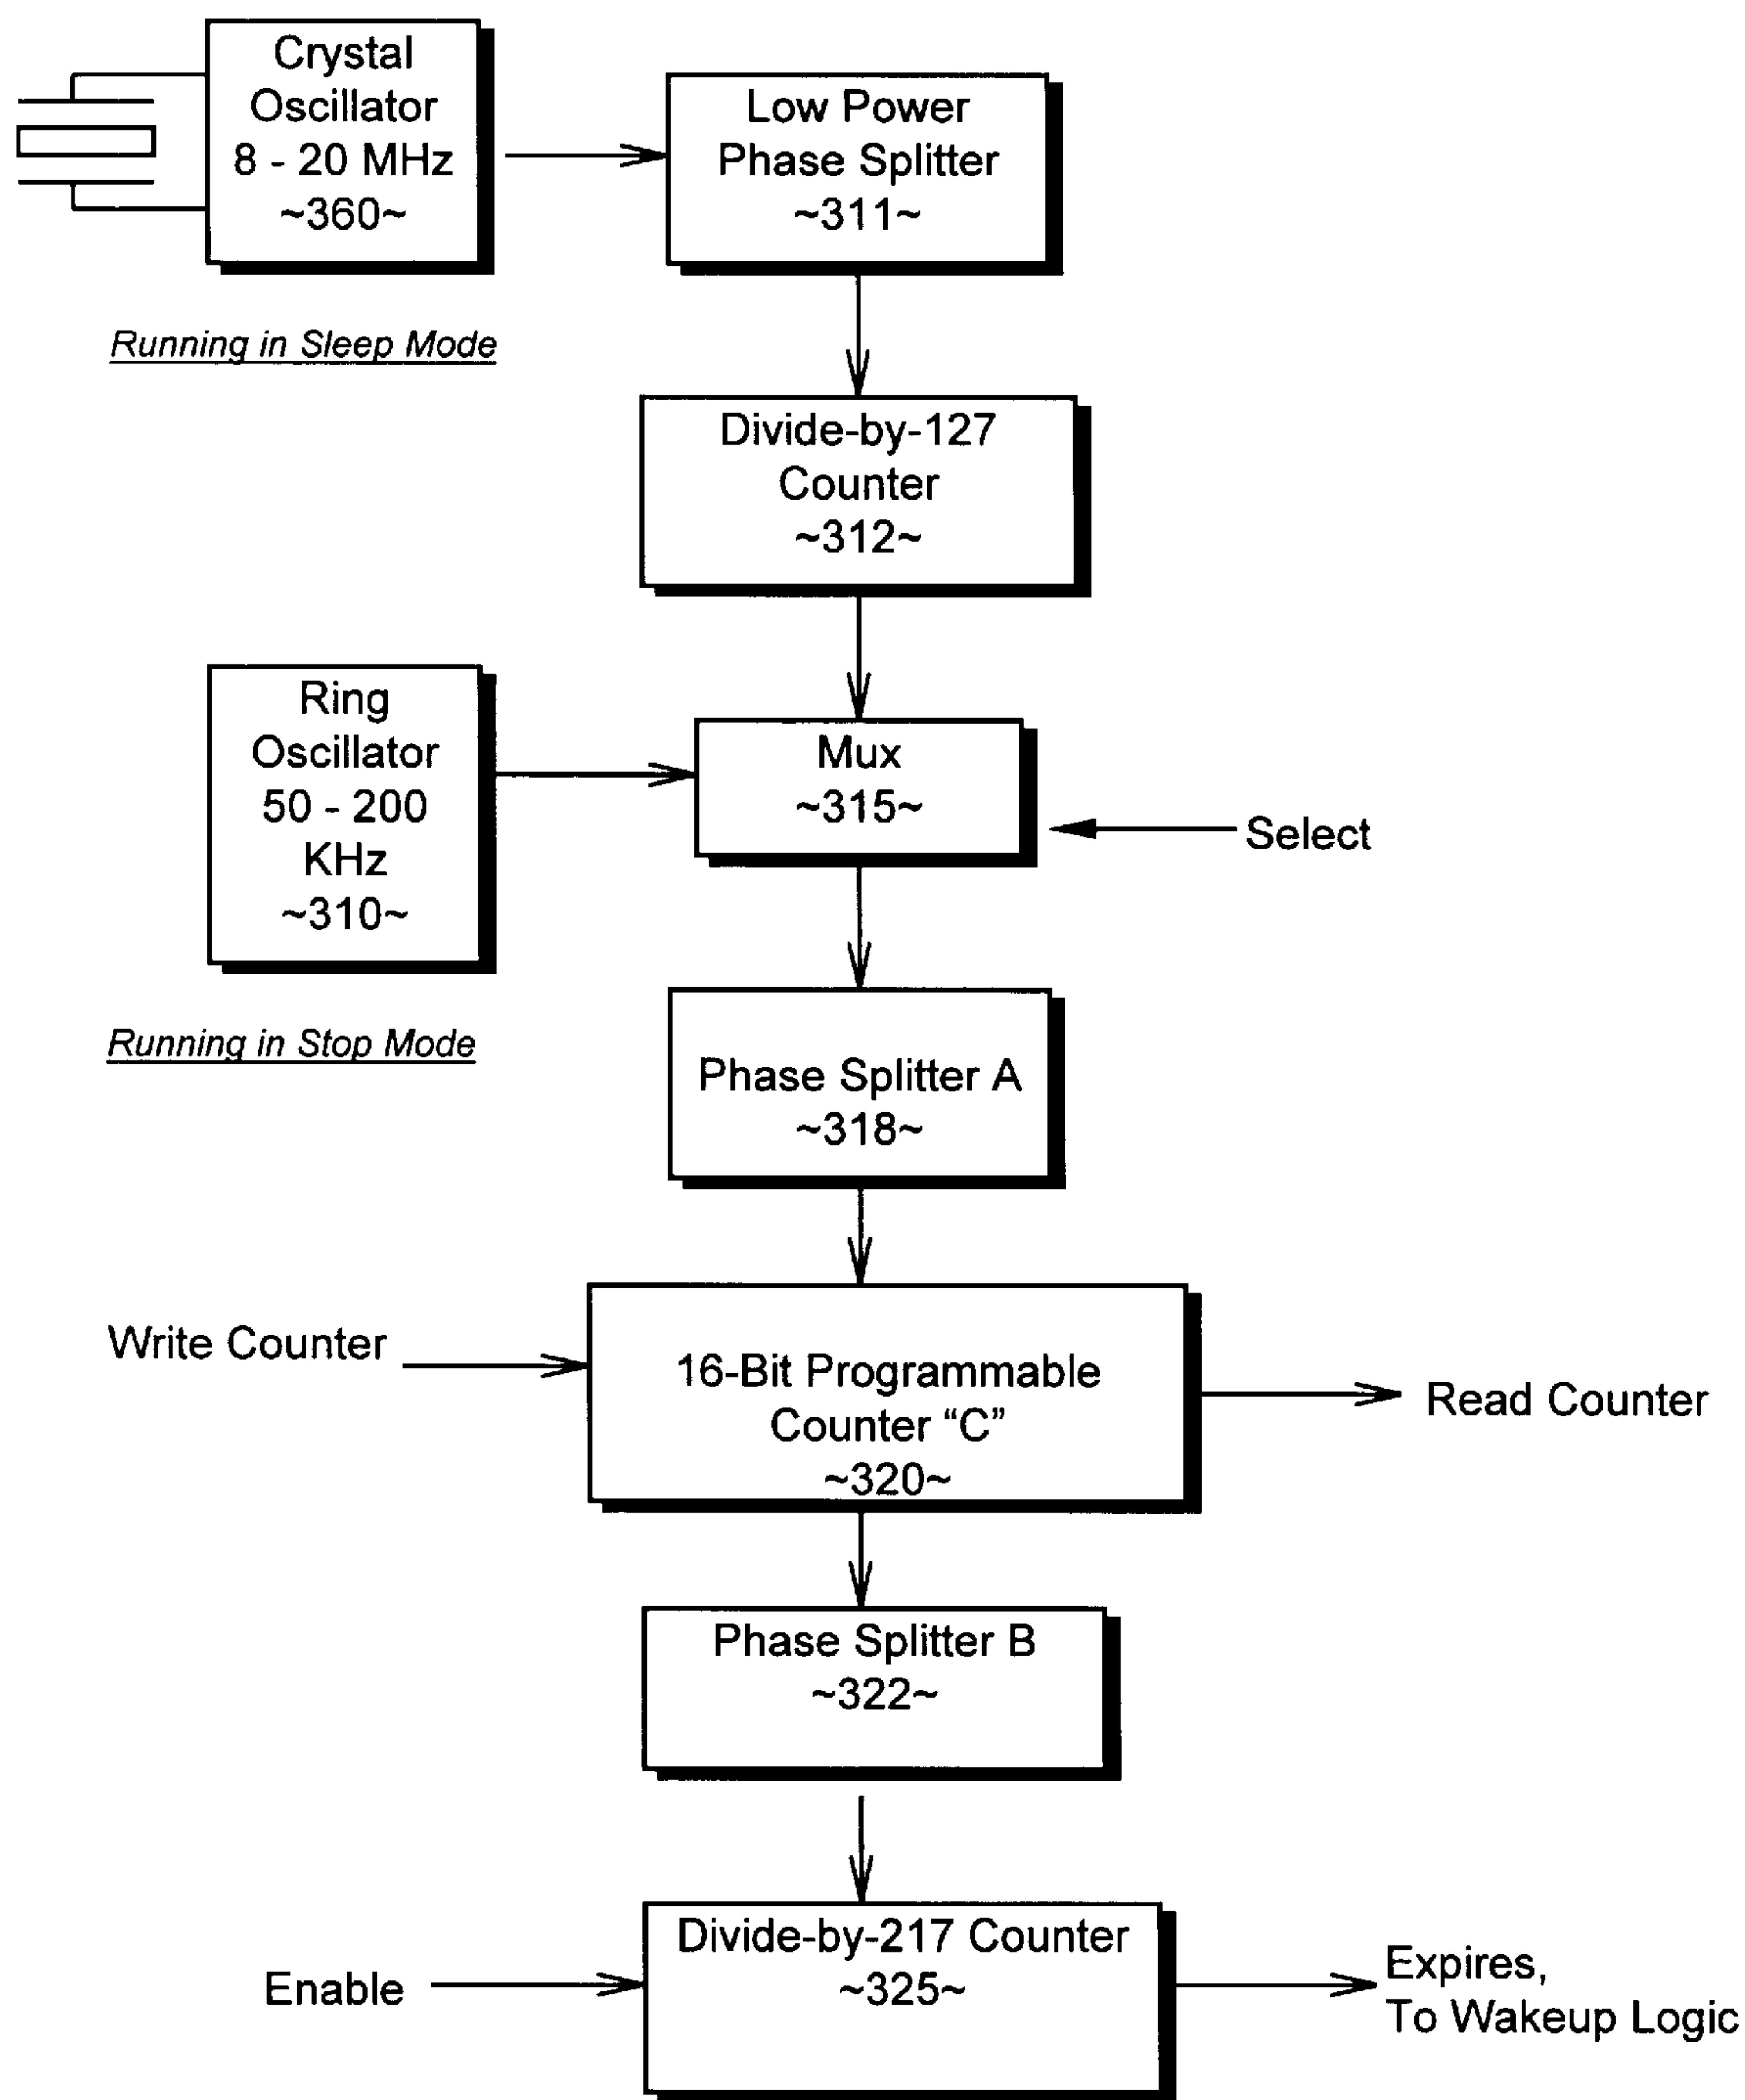 Crystal
Oscillator
8 - 20 MHz
~360~
Low Power
Phase Splitter
~311~
Running in Sleep Mode
Divide-by-127
Counter
~312~
Ring
Oscillator
50 - 200
KHz
~310~
Mux
~315~
Select
Running in Stop Mode
Phase Splitter A
~318~
Write Counter
16-Bit Programmable
Counter “C”
~320~
Read Counter
Phase Splitter B
~322~
Enable
Divide-by-217 Counter
~325~
Expires,
To Wakeup Logic